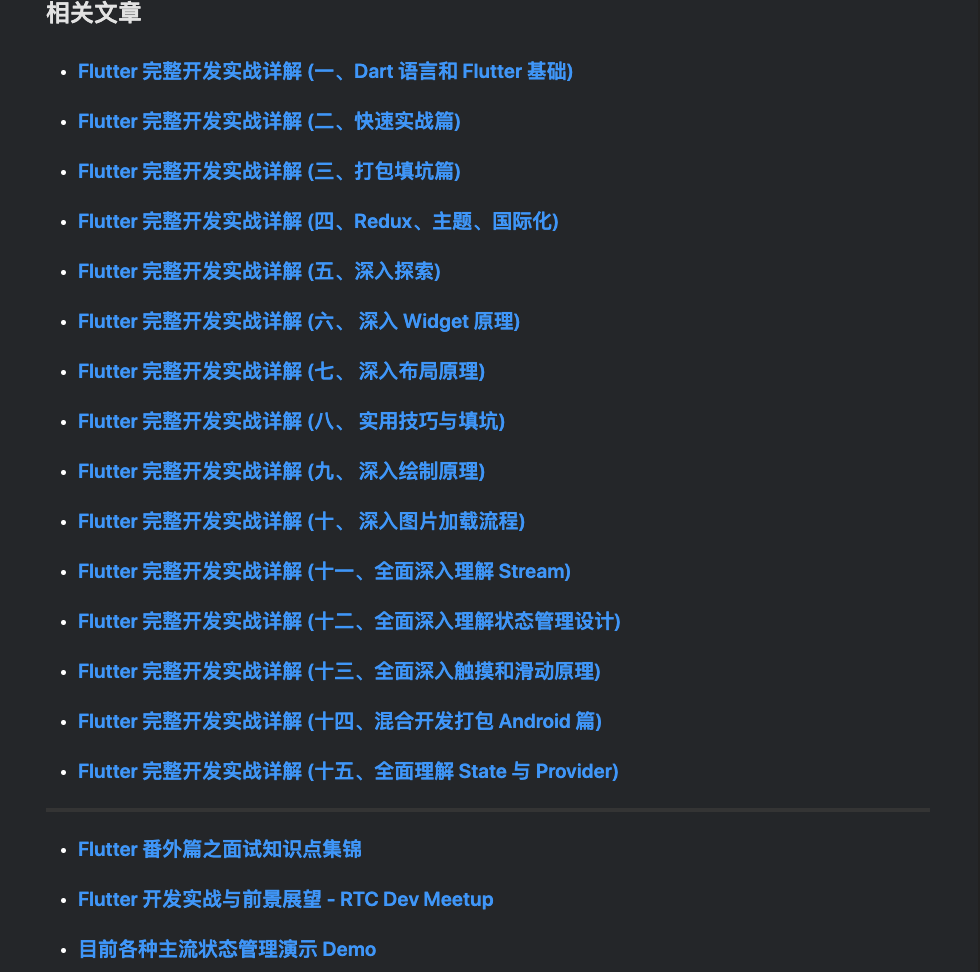 相关文章
Flutter 完整开发实战详解 (一、Dart 语言和 Flutter 基础)
Flutter 完整开发实战详解 (二、快速实战篇)
Flutter 完整开发实战详解 (三、打包填坑篇)
Flutter 完整开发实战详解 (四、Redux、主题、国际化)
Flutter 完整开发实战详解 (五、深入探索)
Flutter 完整开发实战详解 (六、 深入 Widget 原理)
Flutter 完整开发实战详解 (七、 深入布局原理)
Flutter 完整开发实战详解 (八、 实用技巧与填坑)
Flutter 完整开发实战详解 (九、 深入绘制原理)
Flutter 完整开发实战详解 (十、 深入图片加载流程)
Flutter 完整开发实战详解 (十一、全面深入理解 Stream)
Flutter 完整开发实战详解 (十二、全面深入理解状态管理设计)
Flutter 完整开发实战详解 (十三、全面深入触摸和滑动原理)
Flutter 完整开发实战详解 (十四、混合开发打包 Android 篇)
Flutter 完整开发实战详解 (十五、全面理解 State 与 Provider)
Flutter 番外篇之面试知识点集锦
Flutter 开发实战与前景展望 - RTC Dev Meetup
目前各种主流状态管理演示 Demo